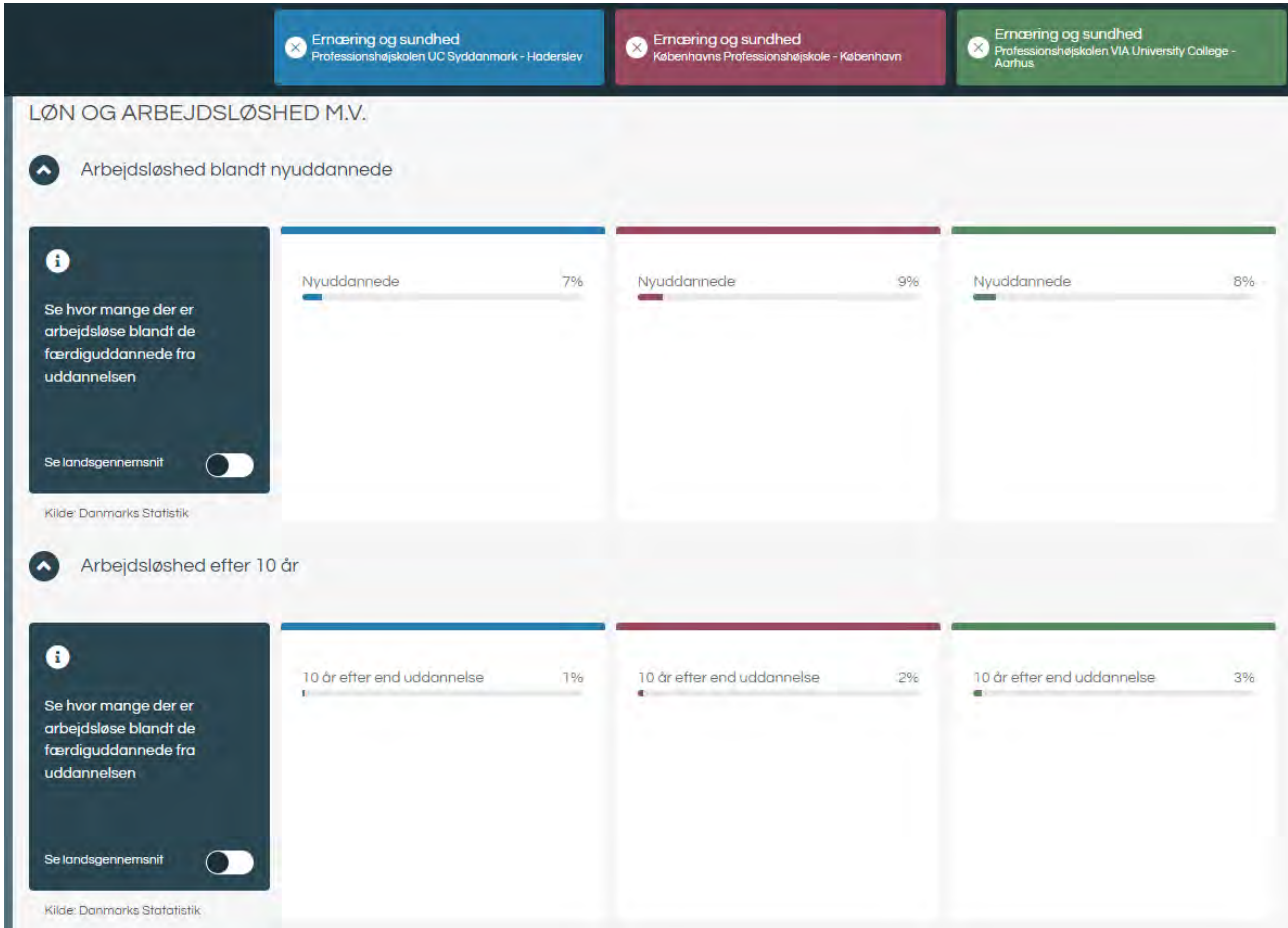 Ernæring og sundhed
Professionshøjskolen UC Syddanmark - Haderslev
Ernæring og sundhed
Københavns Professionshøjskole - København
Ernæring og sundhed
Professionshøjskolen VIA University College -
Aarhus
LØN OG ARBEJDSLØSHED M.V.
Arbejdsløshed blandt nyuddannede
Se hvor mange der er
arbejdsløse blandt de
færdiguddannede fra
uddannelsen
Se landsgennemsnit
Kilde: Danmarks Statistik
Nyuddannede 7%
Nyuddannede 9%
Nyuddannede 8%
Arbejdsløshed efter 10 år
Se hvor mange der er
arbejdsløse blandt de
færdiguddannede fra
uddannelsen
Se landsgennemsnit
Kilde: Danmarks Statatistik
10 år efter end uddannelse 1%
10 år efter end uddannelse 2%
10 år efter end uddannelse 3%